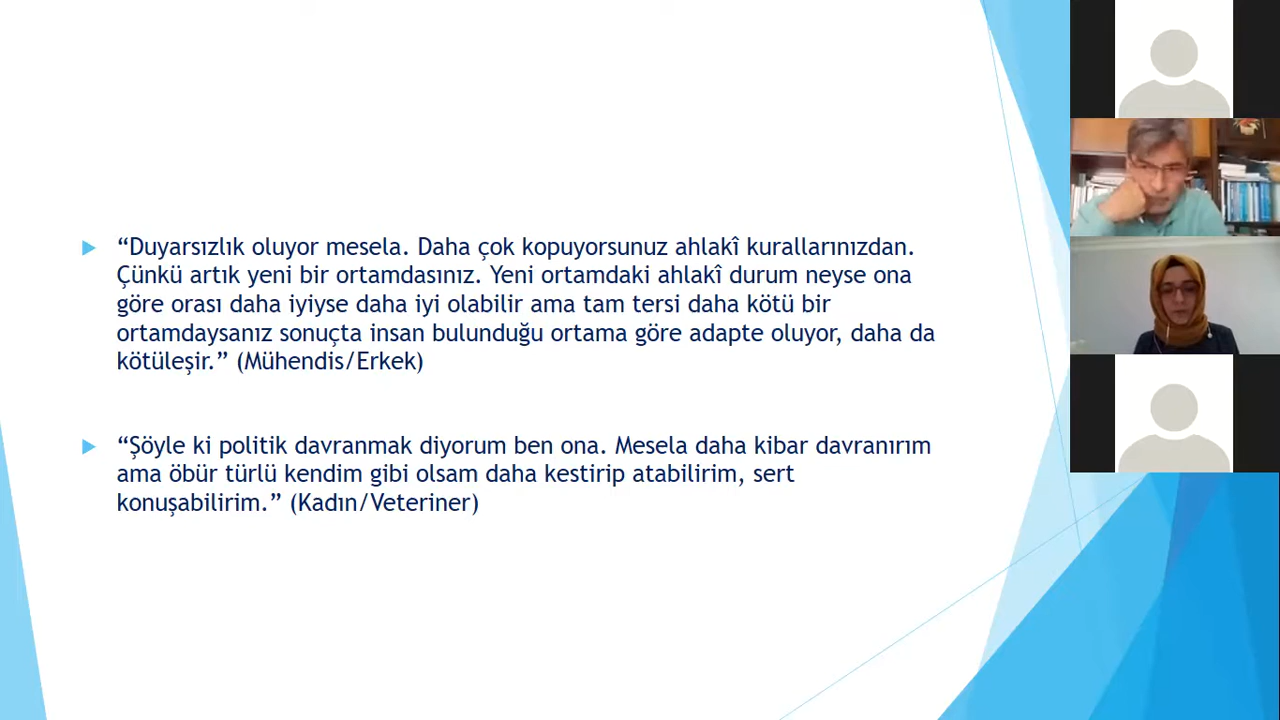 “Duyarsızlık oluyor mesela. Daha çok kopuyorsunuz ahlakî kurallarınızdan.
Çünkü artık yeni bir ortamdasınız. Yeni ortamdaki ahlakî durum neyse ona
göre orası daha iyiyse daha iyi olabilir ama tam tersi daha kötü bir
ortamdaysanız sonuçta insan bulunduğu ortama göre adapte oluyor, daha da
kötüleşir.” (Mühendis/Erkek)
“Şöyle ki politik davranmak diyorum ben ona. Mesela daha kibar davranırım
ama öbür türlü kendim gibi olsam daha kestirip atabilirim, sert
konuşabilirim.” (Kadın/Veteriner)